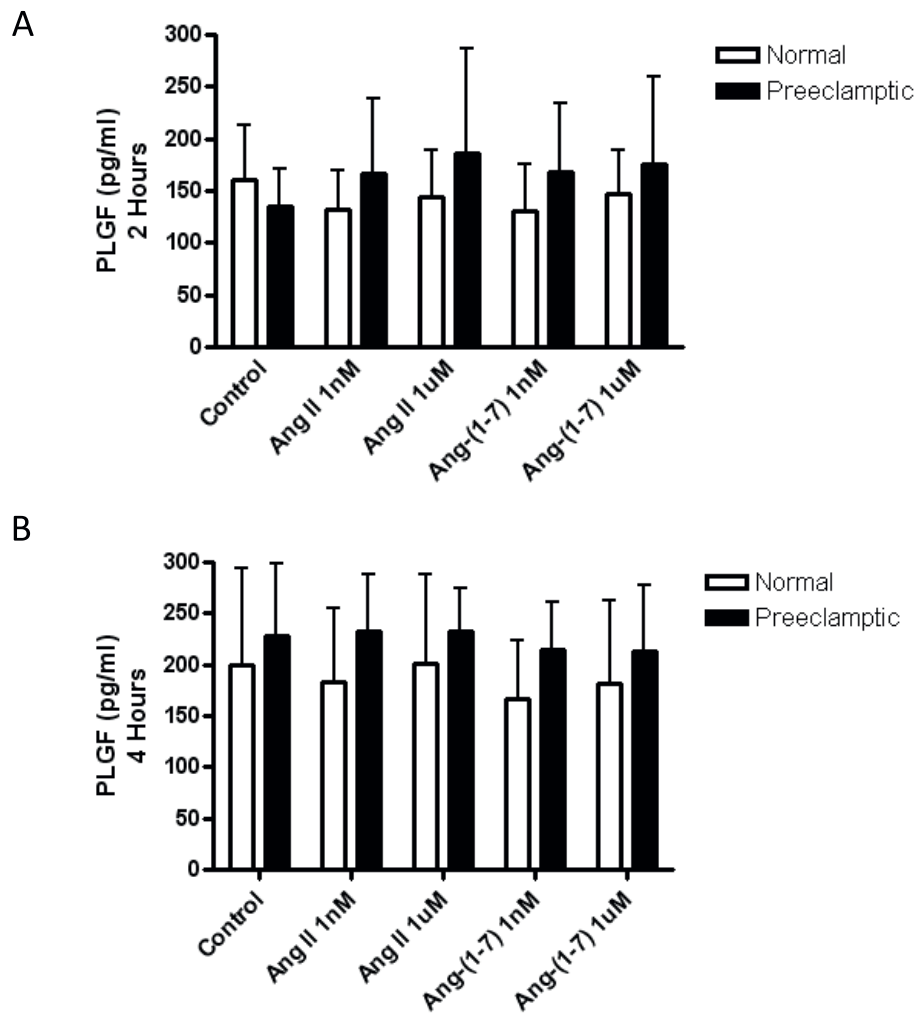 A
300
250
200
150
100
50
0
PLGF (pg/ml)
2 Hours
Control
Ang II 1nM
Ang II 1uM
Ang-(1-7) 1nM
Ang-(1-7) 1uM
Normal
Preeclamptic
B
300
250
200
150
100
50
0
PLGF (pg/ml)
4 Hours
Control
Ang II 1nM
Ang II 1uM
Ang-(1-7) 1nM
Ang-(1-7) 1uM
Normal
Preeclamptic